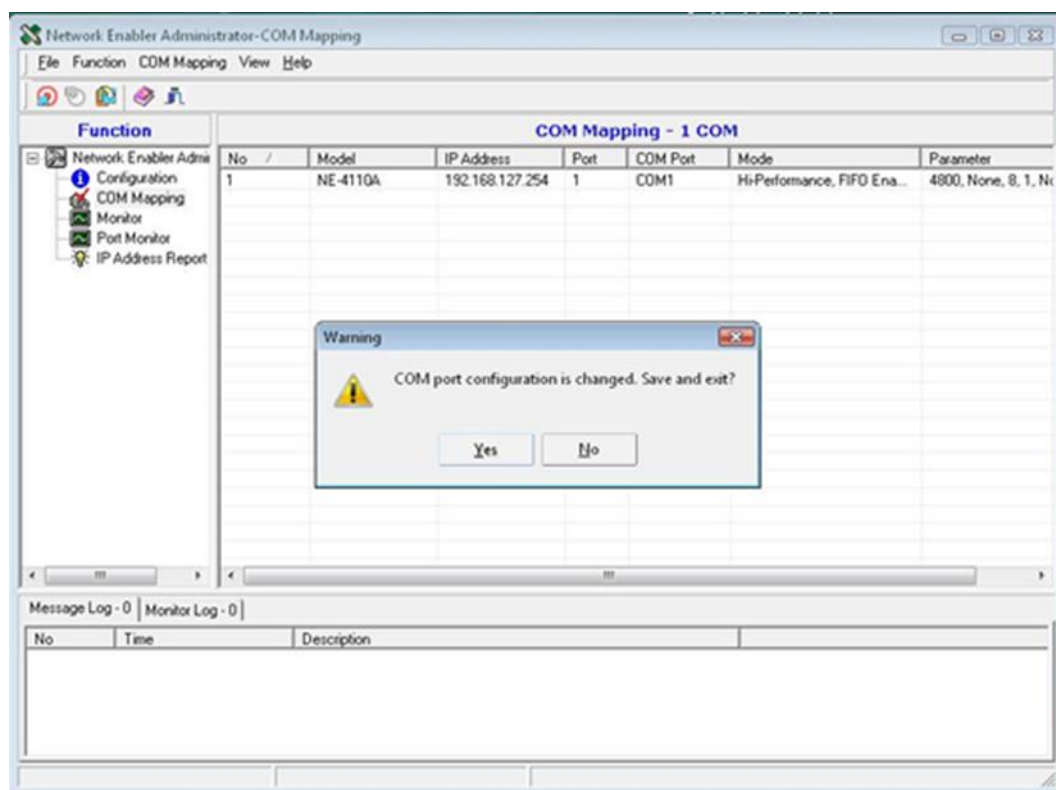 Network Enabler Administrator-COM Mapping
File Function COM Mapping View Help
Function
COM Mapping - 1 COM
Network Enabler Admi
Configuration
COM Mapping
Monitor
Port Monitor
IP Address Report
No / Model IP Address Port COM Port Mode Parameter
1 NE-4110A 192.168.127.254 1 COM1 Hi-Performance, FIFO Ena... 4800, None, 8, 1, No
Warning
COM port configuration is changed. Save and exit?
Yes No
Message Log - 0 Monitor Log - 0
No Time Description